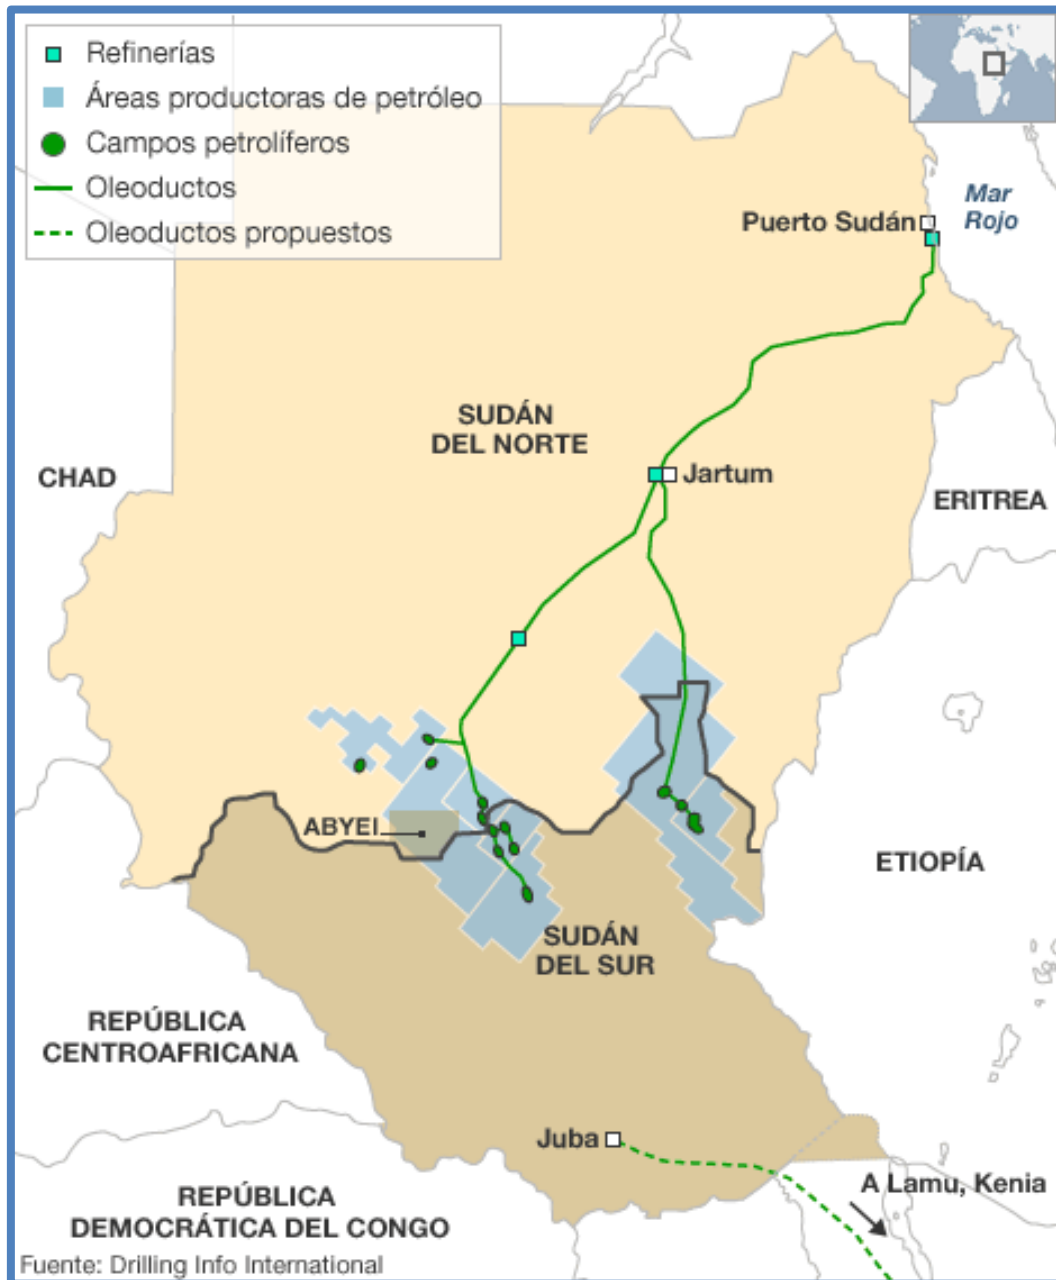 Refinerías
Áreas productoras de petróleo
Campos petrolíferos
Oleoductos
Oleoductos propuestos
Mar
Rojo
Puerto Sudán
SUDÁN
DEL NORTE
CHAD
Jartum
ERITREA
ABYEI
ETIOPÍA
SUDÁN
DEL SUR
REPÚBLICA
CENTROAFRICANA
Juba
A Lamu, Kenia
REPÚBLICA
DEMOCRÁTICA DEL CONGO
Fuente: Drilling Info International